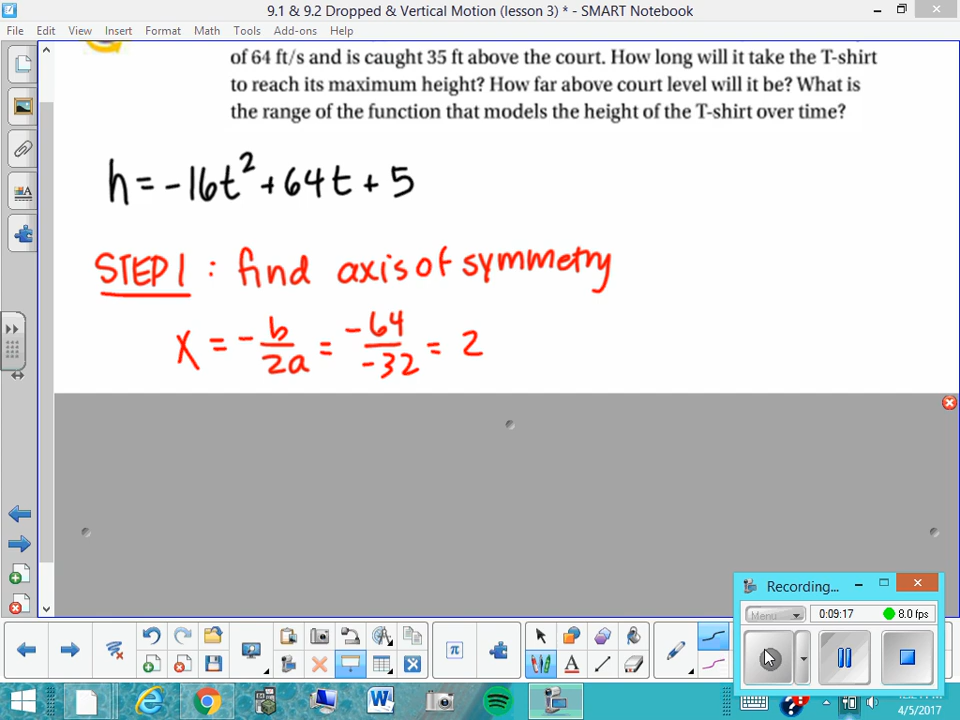 9.1 & 9.2 Dropped & Vertical Motion (lesson 3) * - SMART Notebook
File Edit View Insert Format Math Tools Add-ons Help
of 64 ft/s and is caught 35 ft above the court. How long will it take the T-shirt
to reach its maximum height? How far above court level will it be? What is
the range of the function that models the height of the T-shirt over time?
h = -16t² + 64t + 5
STEP 1 : find axis of symmetry
x = - b/2a = -64/-32 = 2
Recording...
Menu 0:09:17 8.0 fps
4/5/2017